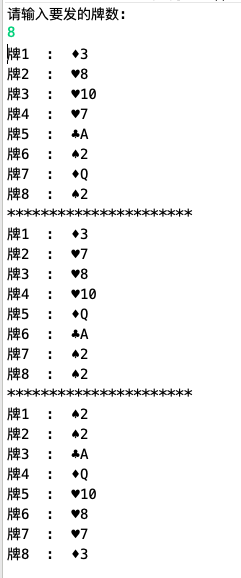 请输入要发的牌数:
8
牌1 : ♦3
牌2 : ♥8
牌3 : ♥10
牌4 : ♥7
牌5 : ♣A
牌6 : ♠2
牌7 : ♦Q
牌8 : ♠2
**********************
牌1 : ♦3
牌2 : ♥7
牌3 : ♥8
牌4 : ♥10
牌5 : ♦Q
牌6 : ♣A
牌7 : ♠2
牌8 : ♠2
**********************
牌1 : ♠2
牌2 : ♠2
牌3 : ♣A
牌4 : ♦Q
牌5 : ♥10
牌6 : ♥8
牌7 : ♥7
牌8 : ♦3